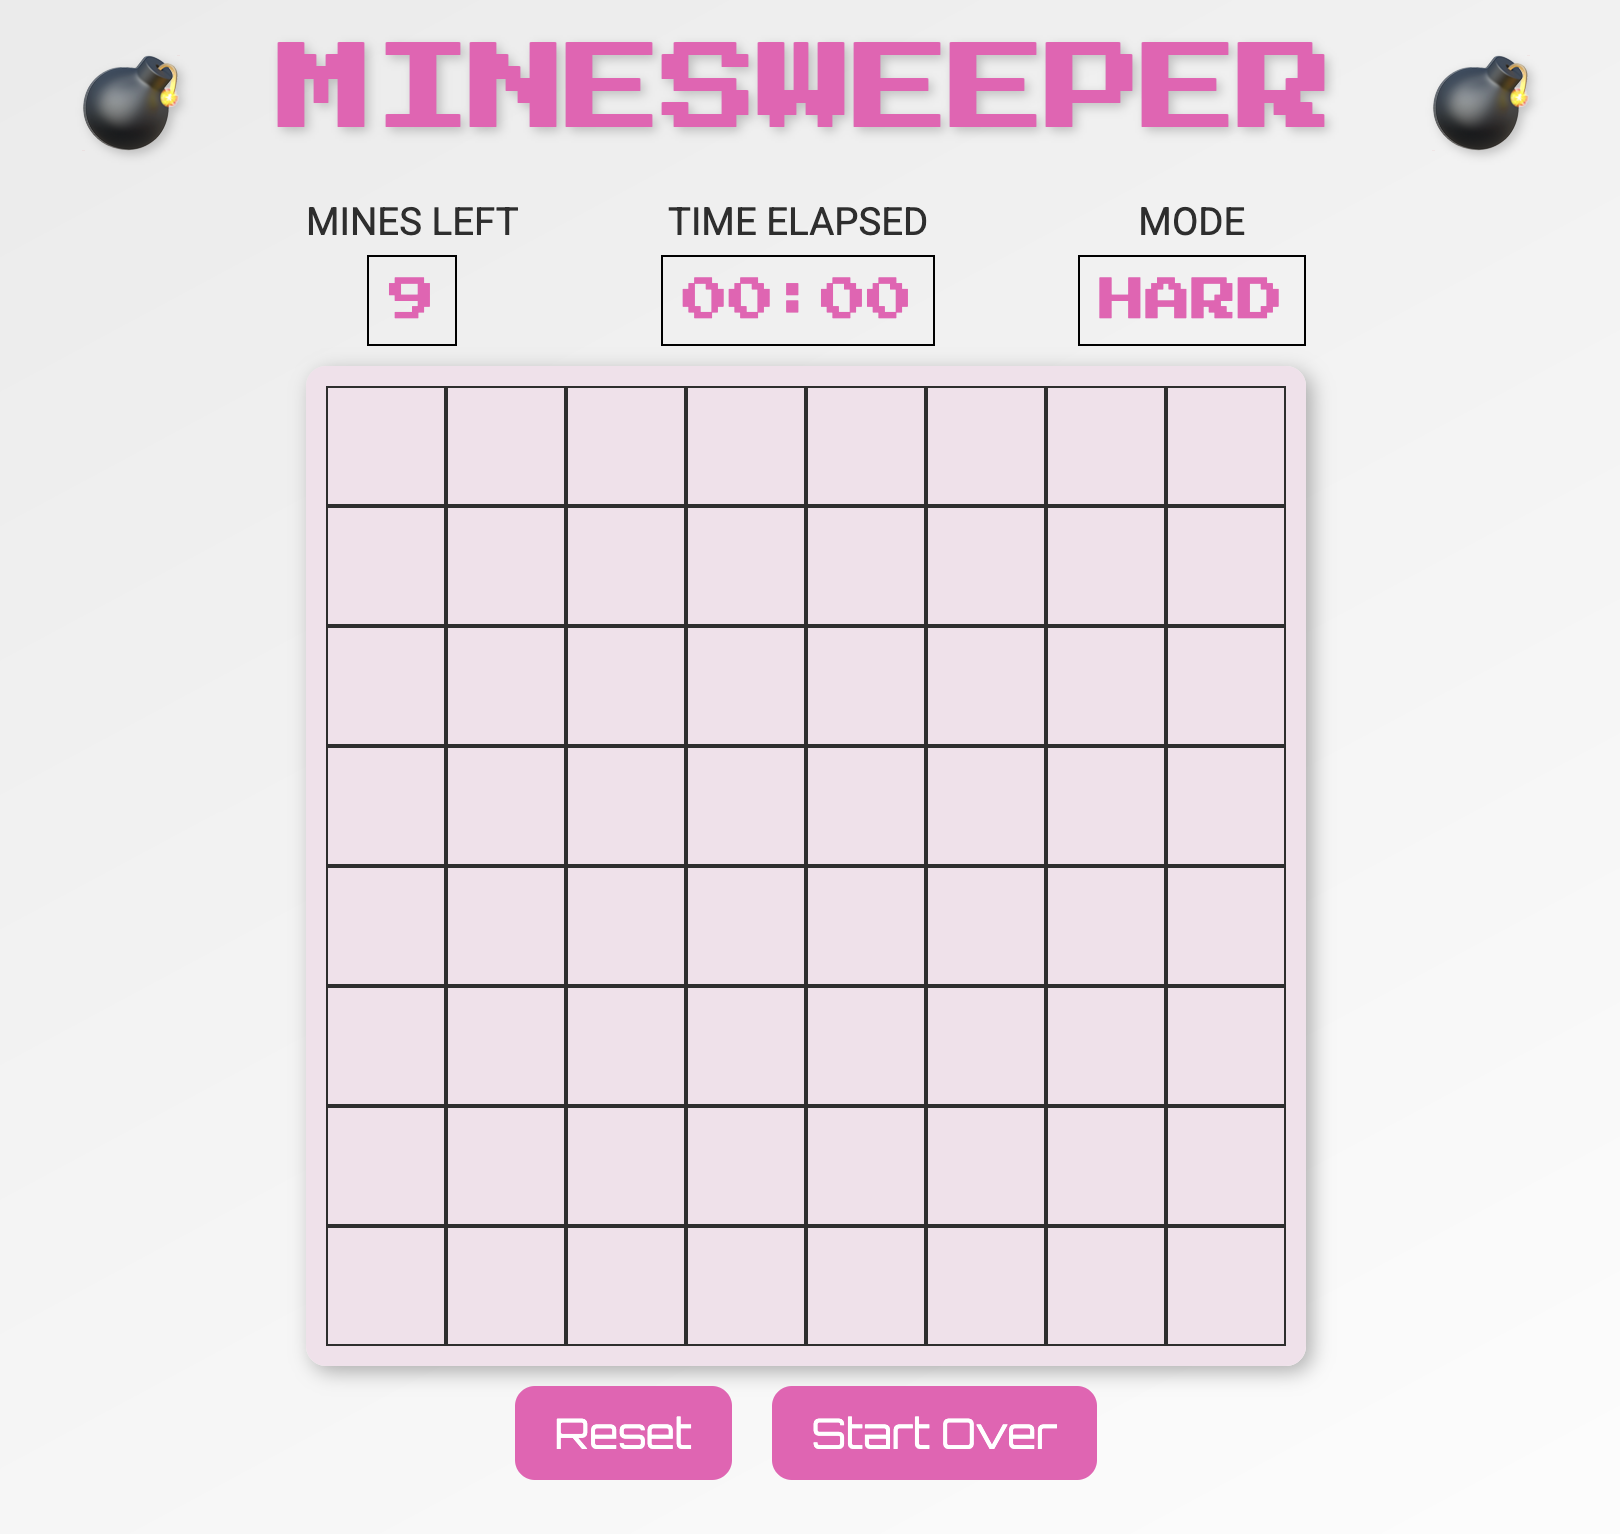 MINESWEEPER
MINES LEFT
TIME ELAPSED
MODE
9
00:00
HARD
Reset
Start Over